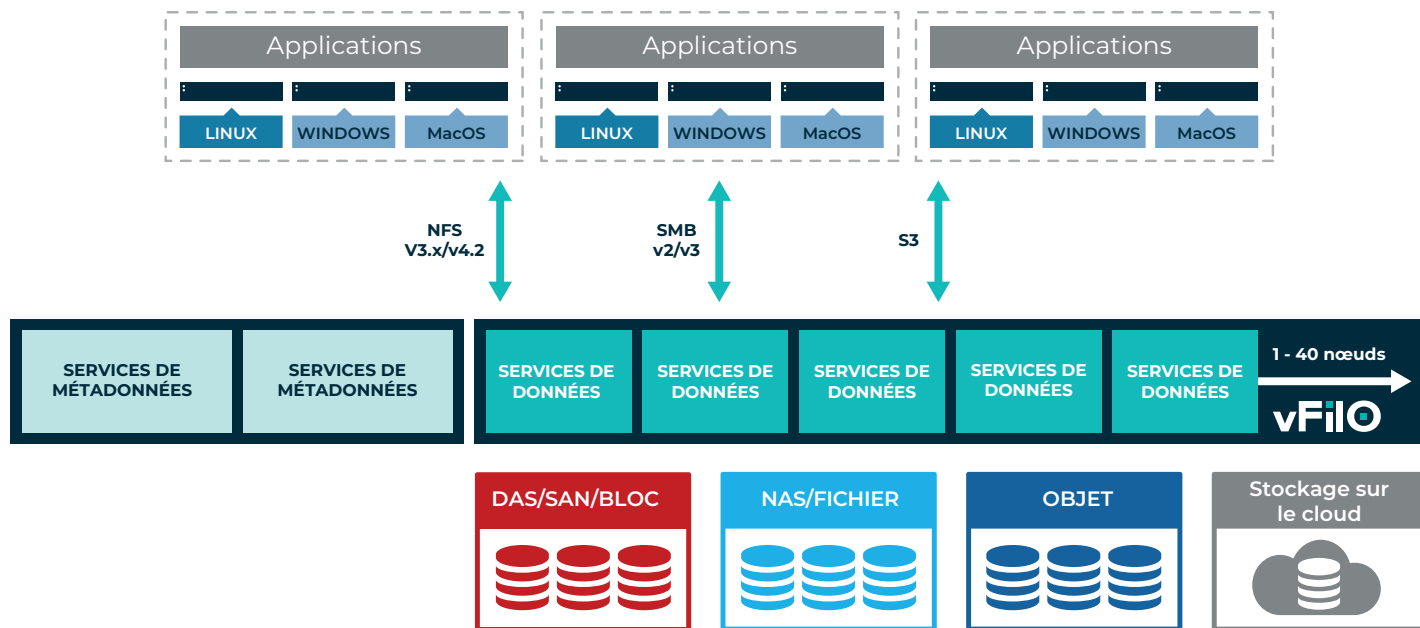 Applications
Applications
Applications
LINUX
WINDOWS
MacOS
LINUX
WINDOWS
MacOS
LINUX
WINDOWS
MacOS
NFS
V3.x/v4.2
SMB
v2/v3
S3
SERVICES DE
MÉTADONNÉES
SERVICES DE
MÉTADONNÉES
SERVICES DE
DONNÉES
SERVICES DE
DONNÉES
SERVICES DE
DONNÉES
SERVICES DE
DONNÉES
SERVICES DE
DONNÉES
1 - 40 nœuds
vFilO
DAS/SAN/BLOC
NAS/FICHIER
OBJET
Stockage sur
le cloud